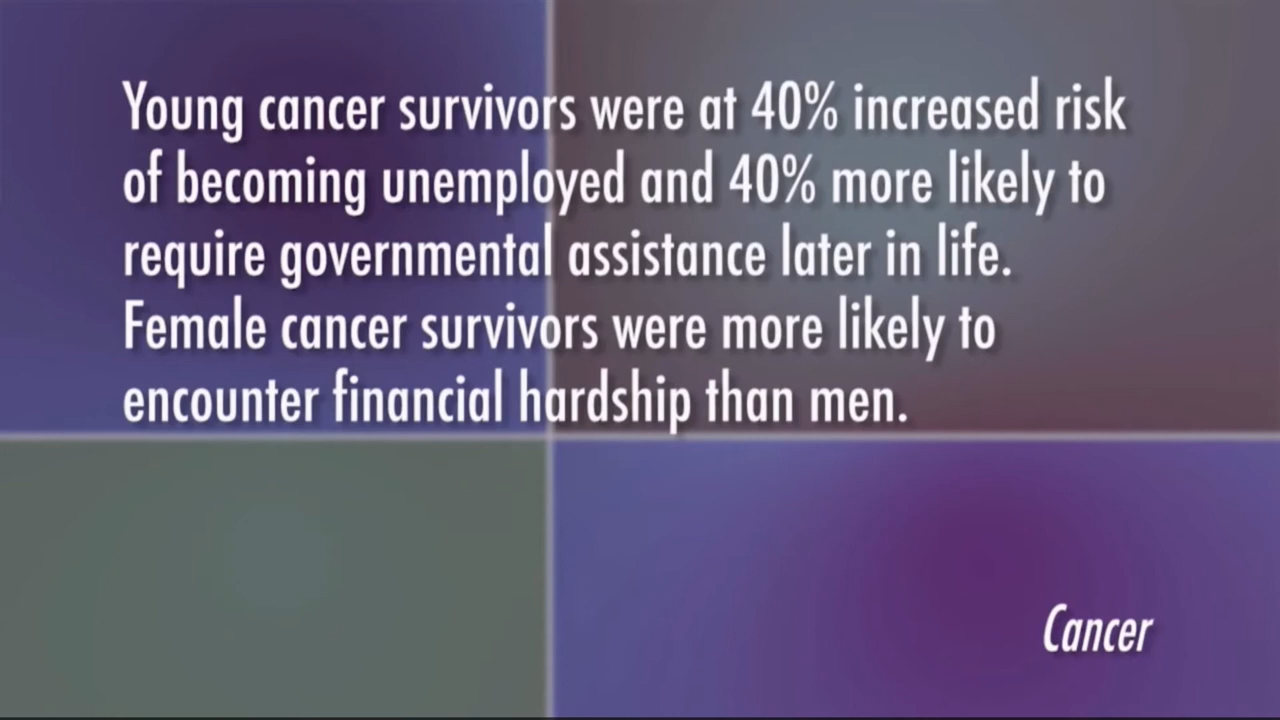 Young cancer survivors were at 40% increased risk
of becoming unemployed and 40% more likely to
require governmental assistance later in life.
Female cancer survivors were more likely to
encounter financial hardship than men.
Cancer